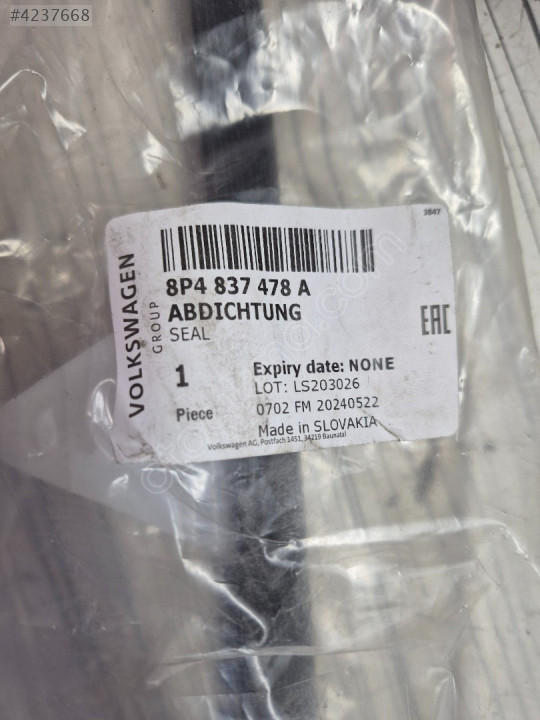 #4237668
3847
8P4 837 478 A
ABDICHTUNG
SEAL
VOLKSWAGEN
GROUP
EAC
1
Piece
Expiry date: NONE
LOT: LS203026
0702 FM 20240522
Made in SLOVAKIA
Volkswagen AG, Postfach 1451, 34219 Baunatal